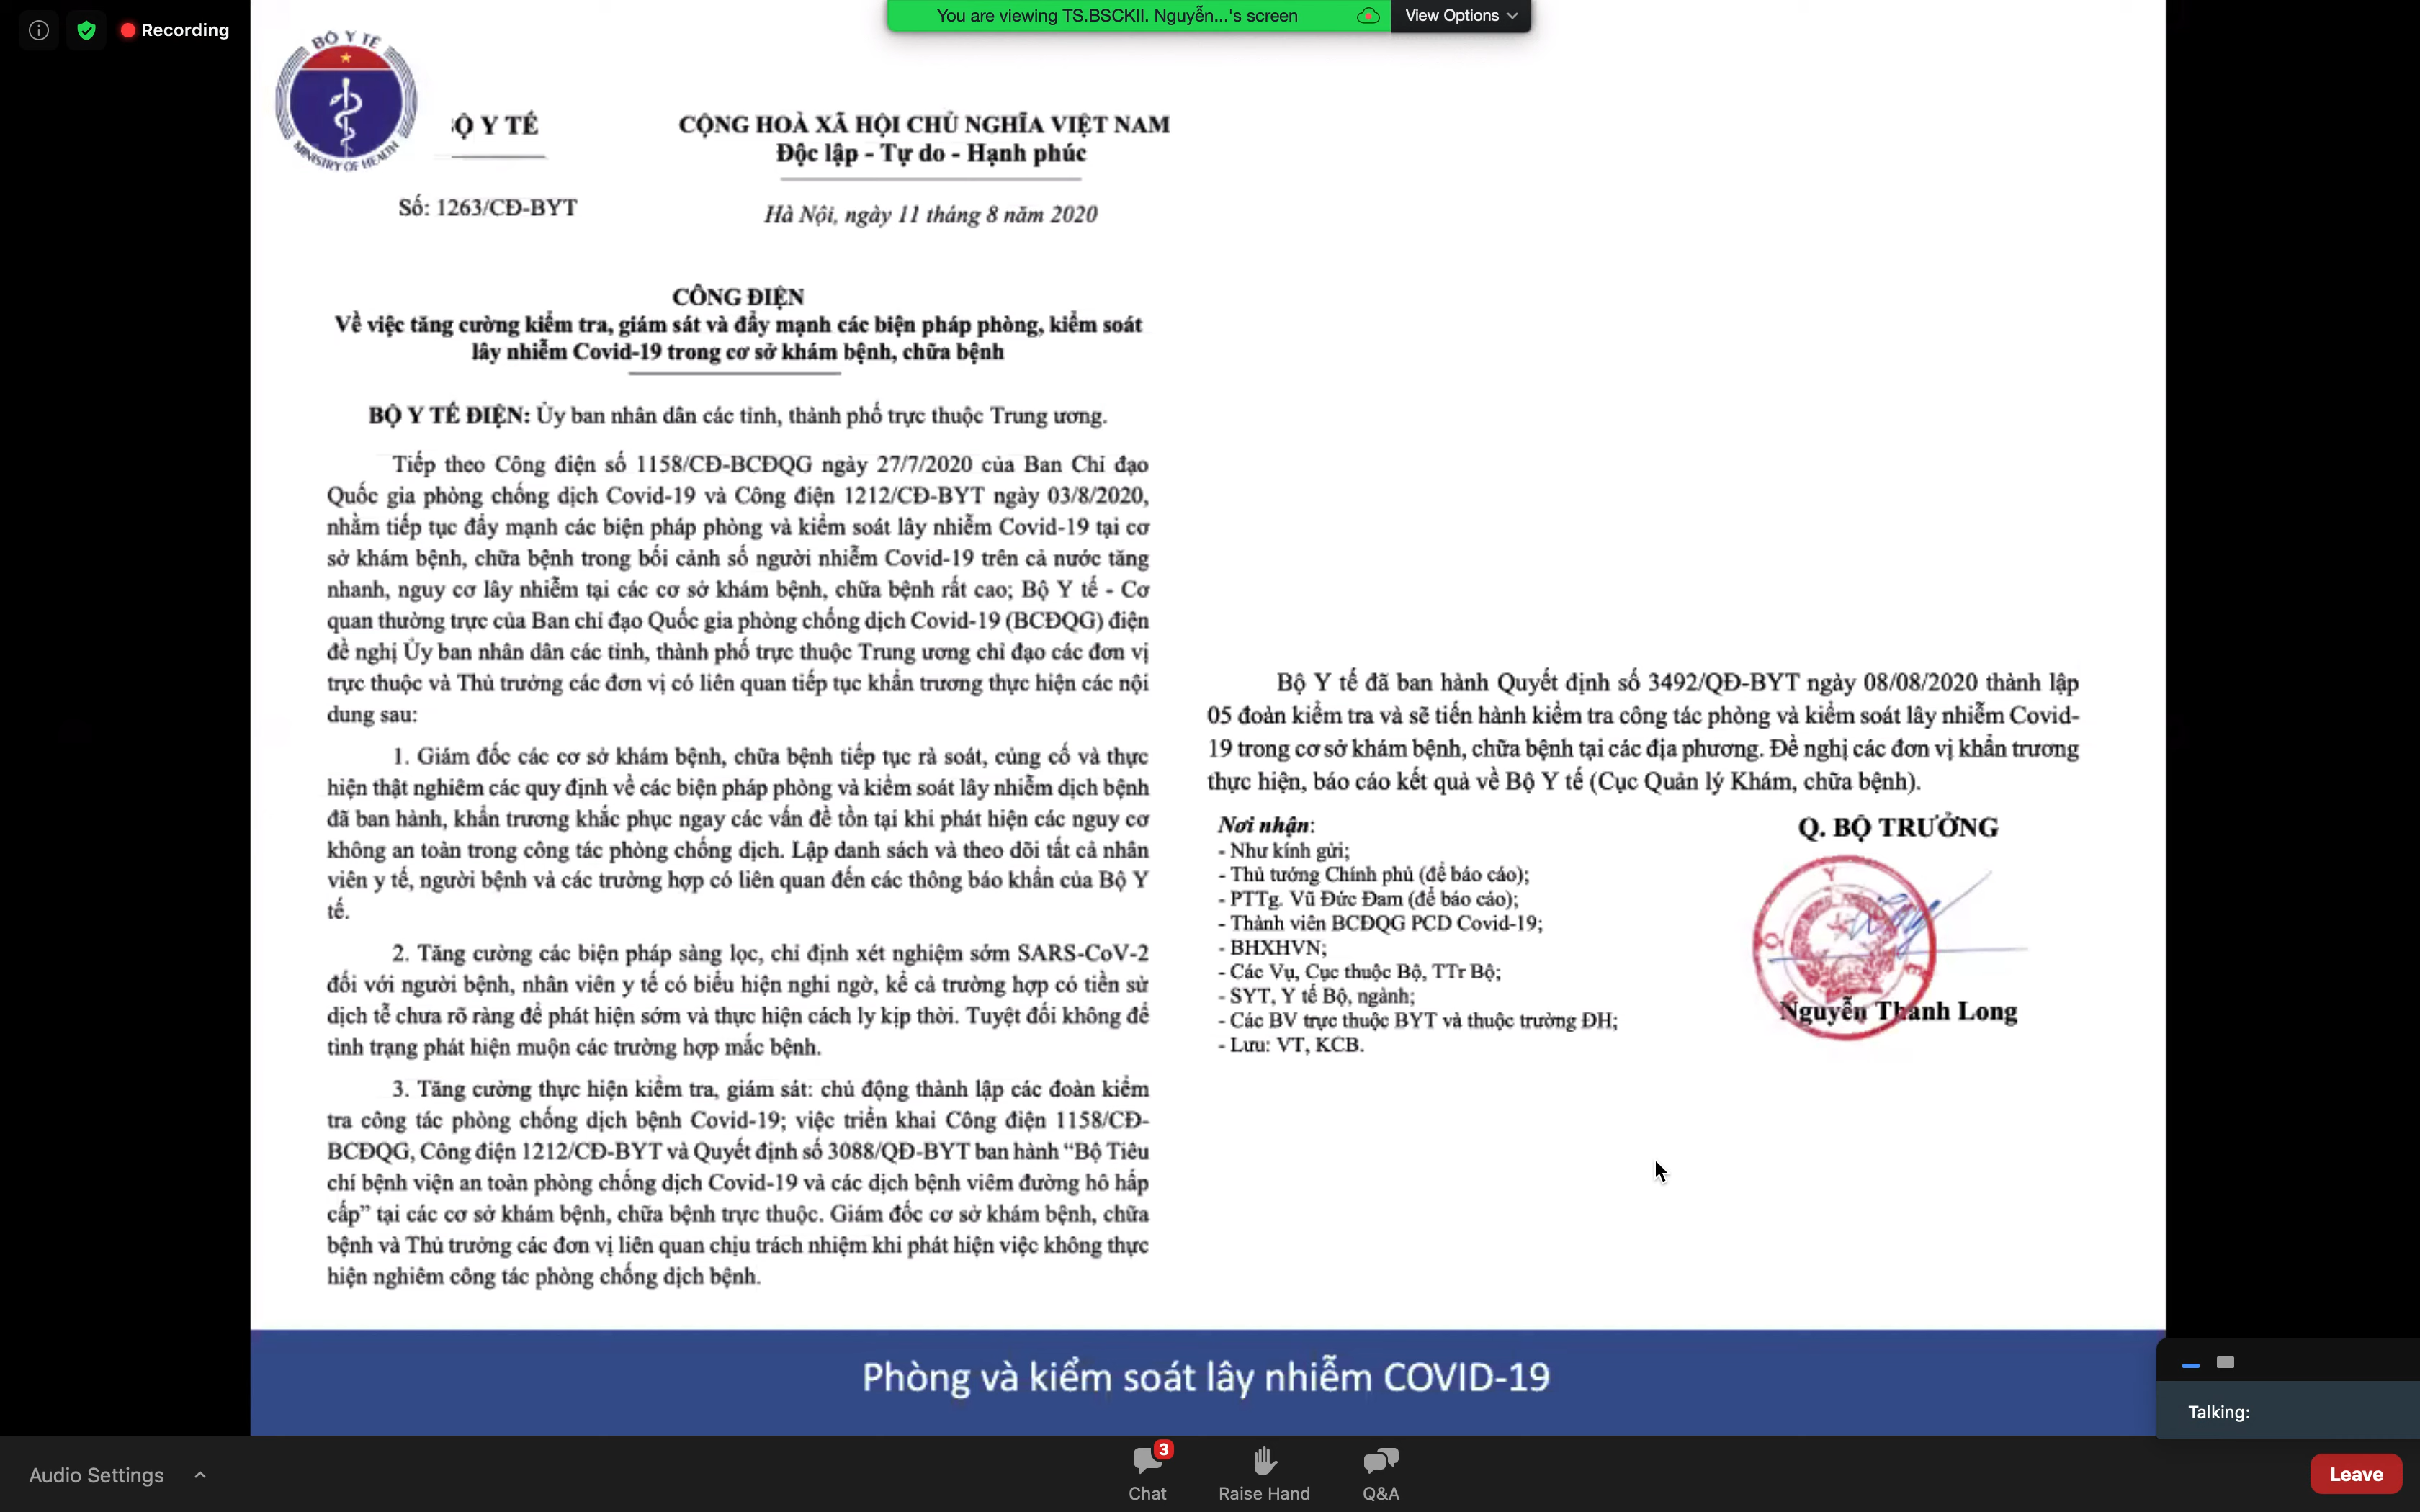 Recording
You are viewing TS.BSCKII. Nguyễn...'s screen
View Options
BỘ Y TẾ
MINISTRY OF HEALTH
Ộ Y TẾ
CỘNG HOÀ XÃ HỘI CHỦ NGHĨA VIỆT NAM
Độc lập - Tự do - Hạnh phúc
Số: 1263/CĐ-BYT
Hà Nội, ngày 11 tháng 8 năm 2020
CÔNG ĐIỆN
Về việc tăng cường kiểm tra, giám sát và đẩy mạnh các biện pháp phòng, kiểm soát
lây nhiễm Covid-19 trong cơ sở khám bệnh, chữa bệnh
BỘ Y TẾ ĐIỆN: Ủy ban nhân dân các tỉnh, thành phố trực thuộc Trung ương.
Tiếp theo Công điện số 1158/CĐ-BCĐQG ngày 27/7/2020 của Ban Chỉ đạo
Quốc gia phòng chống dịch Covid-19 và Công điện 1212/CĐ-BYT ngày 03/8/2020,
nhằm tiếp tục đẩy mạnh các biện pháp phòng và kiểm soát lây nhiễm Covid-19 tại cơ
sở khám bệnh, chữa bệnh trong bối cảnh số người nhiễm Covid-19 trên cả nước tăng
nhanh, nguy cơ lây nhiễm tại các cơ sở khám bệnh, chữa bệnh rất cao; Bộ Y tế - Cơ
quan thường trực của Ban chỉ đạo Quốc gia phòng chống dịch Covid-19 (BCĐQG) điện
đề nghị Ủy ban nhân dân các tỉnh, thành phố trực thuộc Trung ương chỉ đạo các đơn vị
trực thuộc và Thủ trưởng các đơn vị có liên quan tiếp tục khẩn trương thực hiện các nội
dung sau:
1. Giám đốc các cơ sở khám bệnh, chữa bệnh tiếp tục rà soát, củng cố và thực
hiện thật nghiêm các quy định về các biện pháp phòng và kiểm soát lây nhiễm dịch bệnh
đã ban hành, khẩn trương khắc phục ngay các vấn đề tồn tại khi phát hiện các nguy cơ
không an toàn trong công tác phòng chống dịch. Lập danh sách và theo dõi tất cả nhân
viên y tế, người bệnh và các trường hợp có liên quan đến các thông báo khẩn của Bộ Y
tế.
2. Tăng cường các biện pháp sàng lọc, chỉ định xét nghiệm sớm SARS-CoV-2
đối với người bệnh, nhân viên y tế có biểu hiện nghi ngờ, kể cả trường hợp có tiền sử
dịch tễ chưa rõ ràng để phát hiện sớm và thực hiện cách ly kịp thời. Tuyệt đối không để
tình trạng phát hiện muộn các trường hợp mắc bệnh.
3. Tăng cường thực hiện kiểm tra, giám sát: chủ động thành lập các đoàn kiểm
tra công tác phòng chống dịch bệnh Covid-19; việc triển khai Công điện 1158/CĐ-
BCĐQG, Công điện 1212/CĐ-BYT và Quyết định số 3088/QĐ-BYT ban hành “Bộ Tiêu
chí bệnh viện an toàn phòng chống dịch Covid-19 và các dịch bệnh viêm đường hô hấp
cấp” tại các cơ sở khám bệnh, chữa bệnh trực thuộc. Giám đốc cơ sở khám bệnh, chữa
bệnh và Thủ trưởng các đơn vị liên quan chịu trách nhiệm khi phát hiện việc không thực
hiện nghiêm công tác phòng chống dịch bệnh.
Bộ Y tế đã ban hành Quyết định số 3492/QĐ-BYT ngày 08/08/2020 thành lập
05 đoàn kiểm tra và sẽ tiến hành kiểm tra công tác phòng và kiểm soát lây nhiễm Covid-
19 trong cơ sở khám bệnh, chữa bệnh tại các địa phương. Đề nghị các đơn vị khẩn trương
thực hiện, báo cáo kết quả về Bộ Y tế (Cục Quản lý Khám, chữa bệnh).
Nơi nhận:
- Như kính gửi;
- Thủ tướng Chính phủ (để báo cáo);
- PTTg. Vũ Đức Đam (để báo cáo);
- Thành viên BCĐQG PCD Covid-19;
- BHXHVN;
- Các Vụ, Cục thuộc Bộ, TTr Bộ;
- SYT, Y tế Bộ, ngành;
- Các BV trực thuộc BYT và thuộc trường ĐH;
- Lưu: VT, KCB.
Q. BỘ TRƯỞNG
Nguyễn Thanh Long
Phòng và kiểm soát lây nhiễm COVID-19
Talking:
Audio Settings
3
Chat
Raise Hand
Q&A
Leave